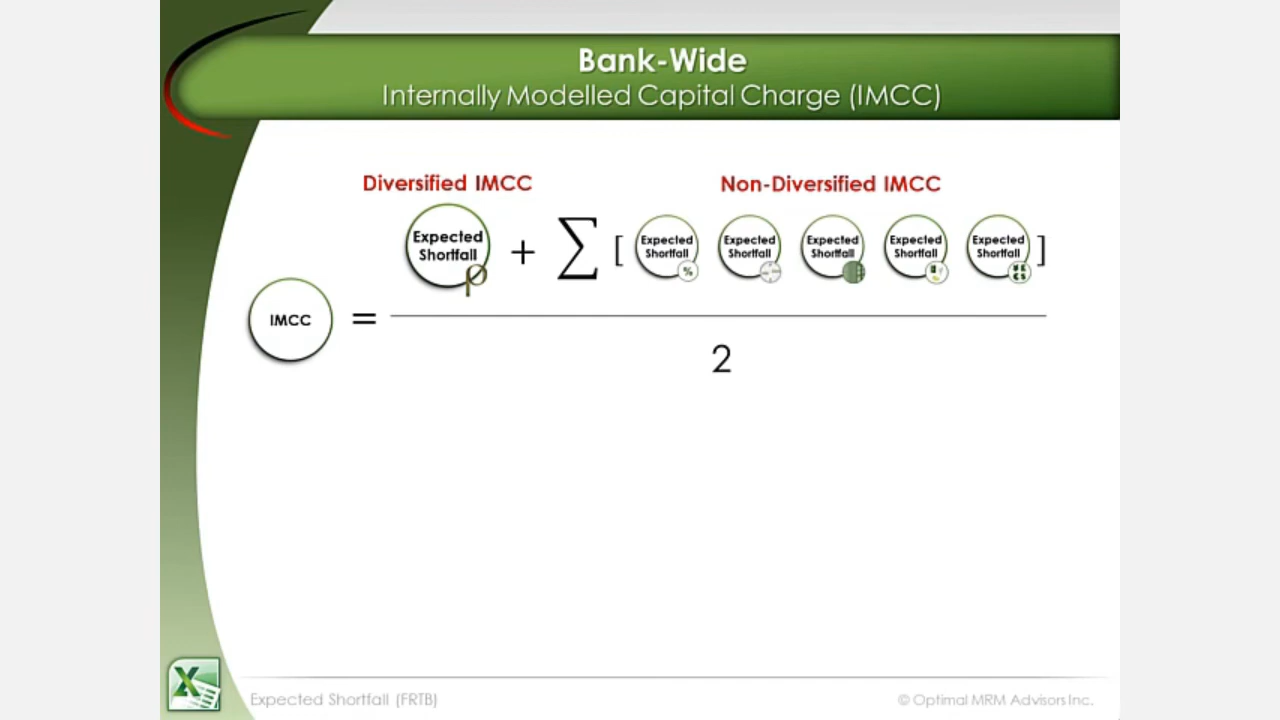 Bank-Wide
Internally Modelled Capital Charge (IMCC)
Diversified IMCC
Non-Diversified IMCC
IMCC
=
Expected
Shortfall
ρ
+
∑
[
Expected
Shortfall
%
Expected
Shortfall
Expected
Shortfall
Expected
Shortfall
Expected
Shortfall
¥ €
£ $
]
2
Expected Shortfall (FRTB)
© Optimal MRM Advisors Inc.